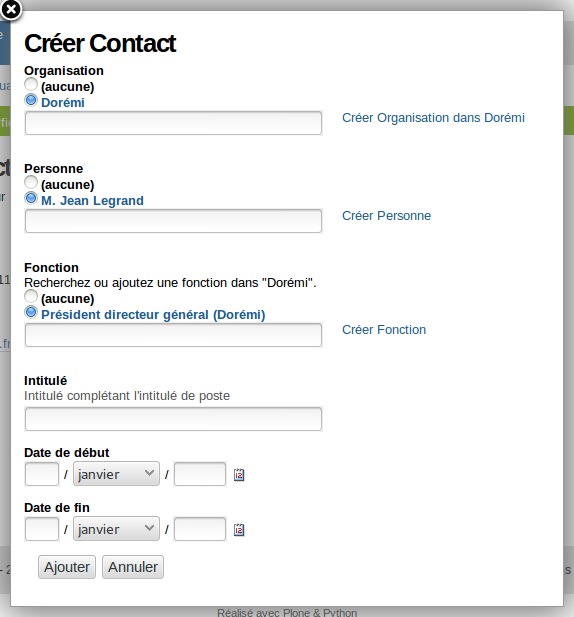 Créer Contact
Organisation
(aucune)
Dorémi
Créer Organisation dans Dorémi
Personne
(aucune)
M. Jean Legrand
Créer Personne
Fonction
Recherchez ou ajoutez une fonction dans "Dorémi".
(aucune)
Président directeur général (Dorémi)
Créer Fonction
Intitulé
Intitulé complétant l'intitulé de poste
Date de début
/ janvier / 12
Date de fin
/ janvier / 12
Ajouter Annuler
Réalisé avec Plone & Python